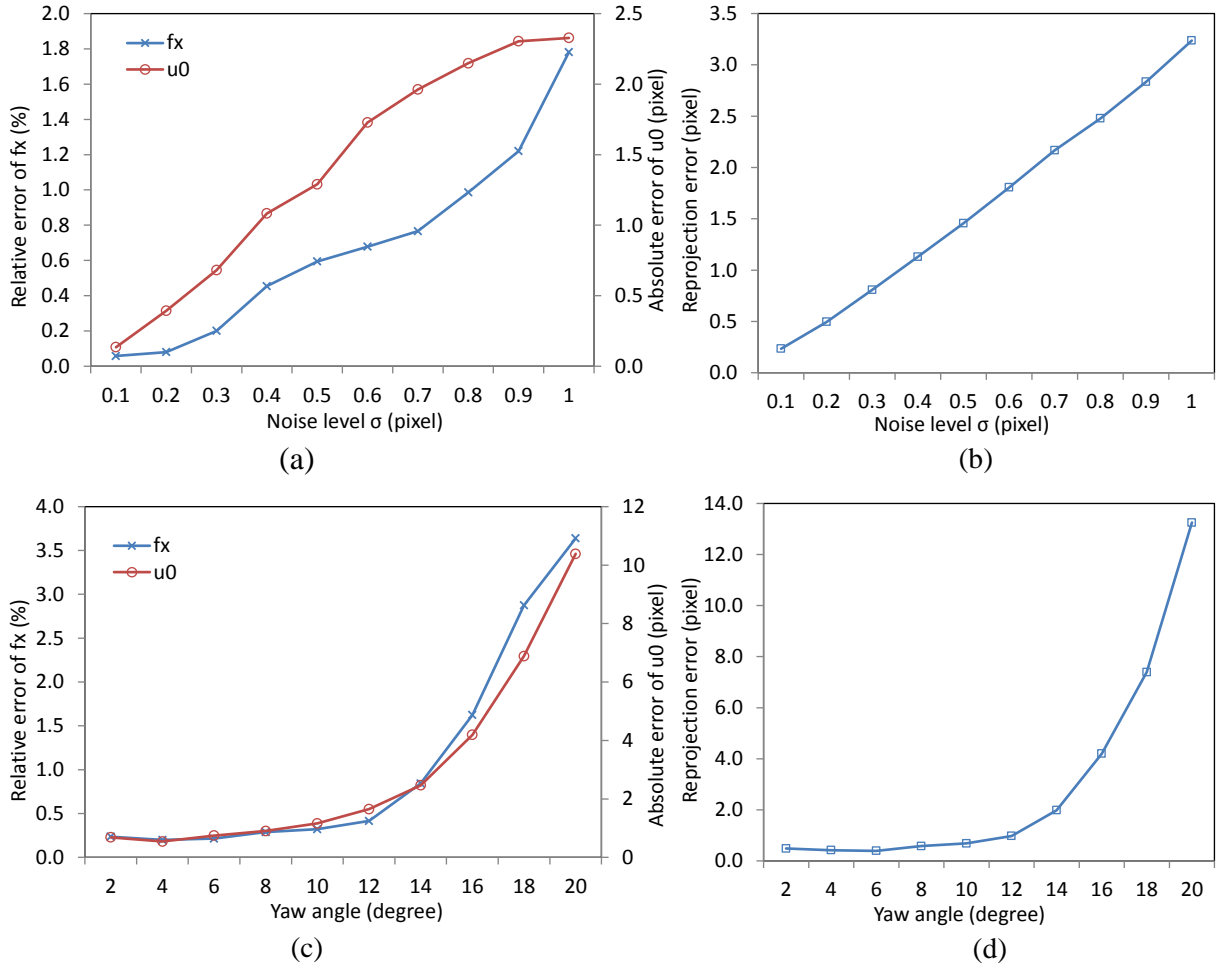 2.0
1.8
1.6
1.4
1.2
1.0
0.8
0.6
0.4
0.2
0.0
Relative error of fx (%)
fx
u0
2.5
2.0
1.5
1.0
0.5
0.0
Absolute error of u0 (pixel)
0.1 0.2 0.3 0.4 0.5 0.6 0.7 0.8 0.9 1
Noise level σ (pixel)
(a)
3.5
3.0
2.5
2.0
1.5
1.0
0.5
0.0
Reprojection error (pixel)
0.1 0.2 0.3 0.4 0.5 0.6 0.7 0.8 0.9 1
Noise level σ (pixel)
(b)
4.0
3.5
3.0
2.5
2.0
1.5
1.0
0.5
0.0
Relative error of fx (%)
fx
u0
12
10
8
6
4
2
0
Absolute error of u0 (pixel)
2 4 6 8 10 12 14 16 18 20
Yaw angle (degree)
(c)
14.0
12.0
10.0
8.0
6.0
4.0
2.0
0.0
Reprojection error (pixel)
2 4 6 8 10 12 14 16 18 20
Yaw angle (degree)
(d)